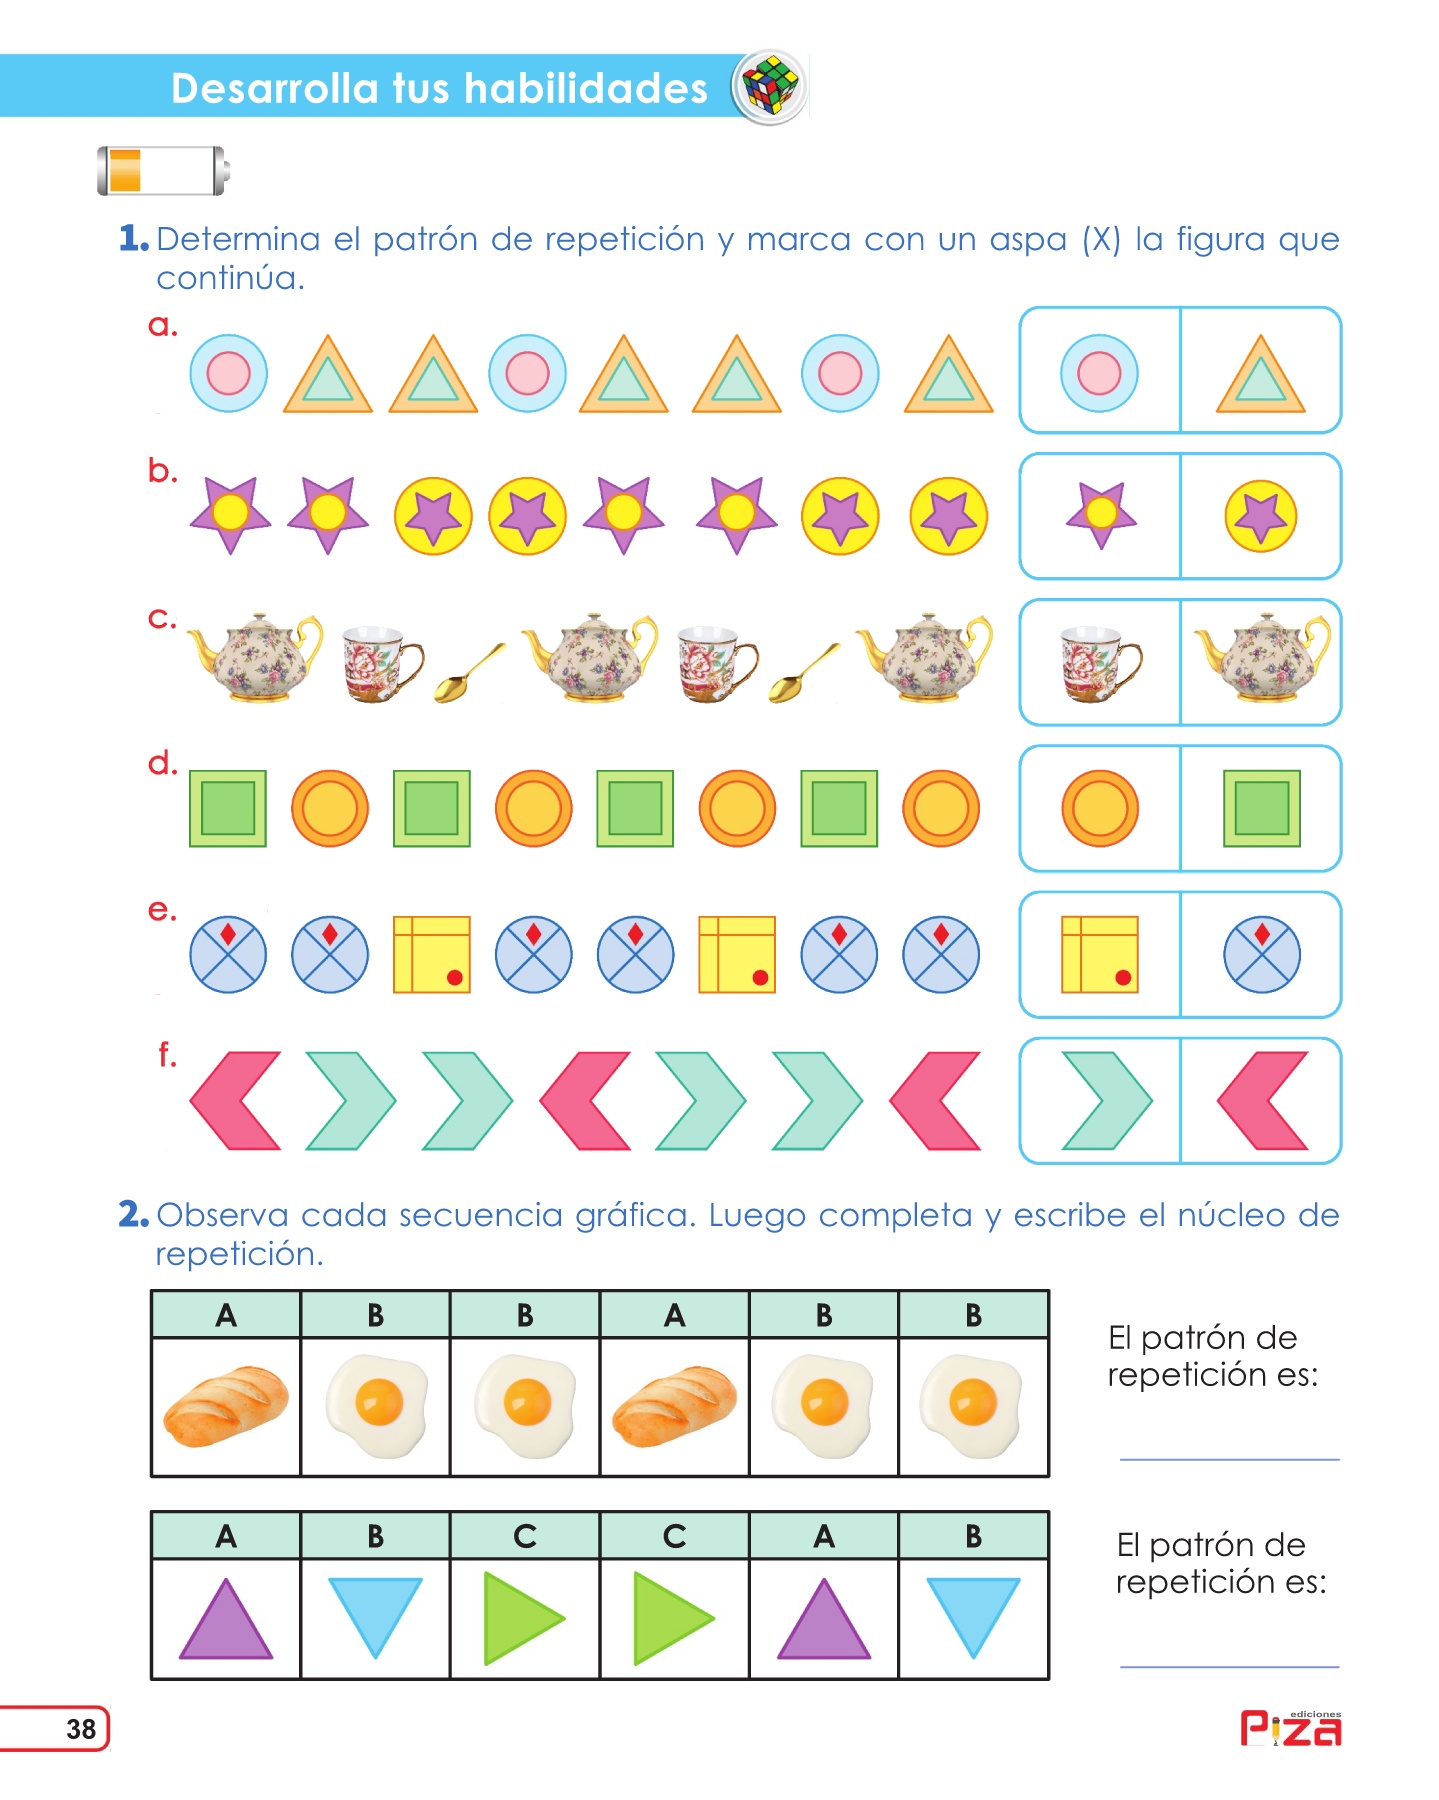 Desarrolla tus habilidades
1. Determina el patrón de repetición y marca con un aspa (X) la figura que
continúa.
a.
b.
c.
d.
e.
f.
2. Observa cada secuencia gráfica. Luego completa y escribe el núcleo de
repetición.
A B B A B B
El patrón de
repetición es:
A B C C A B
El patrón de
repetición es:
38
ediciones
Piza